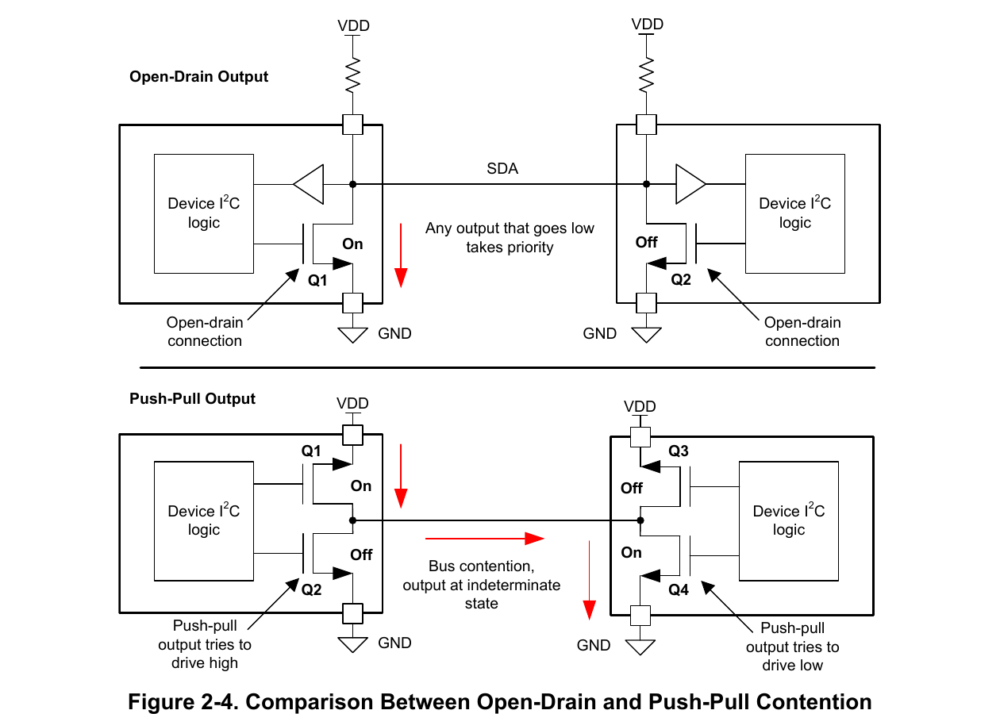 VDD
VDD
Open-Drain Output
SDA
Device I²C
logic
Device I²C
logic
Any output that goes low
takes priority
On
Off
Q1
Q2
Open-drain
connection
GND
GND
Open-drain
connection
Push-Pull Output
VDD
VDD
Q1
Q3
On
Off
Device I²C
logic
Device I²C
logic
Off
On
Bus contention,
output at indeterminate
state
Q2
Q4
Push-pull
output tries to
drive high
GND
GND
Push-pull
output tries to
drive low
Figure 2-4. Comparison Between Open-Drain and Push-Pull Contention